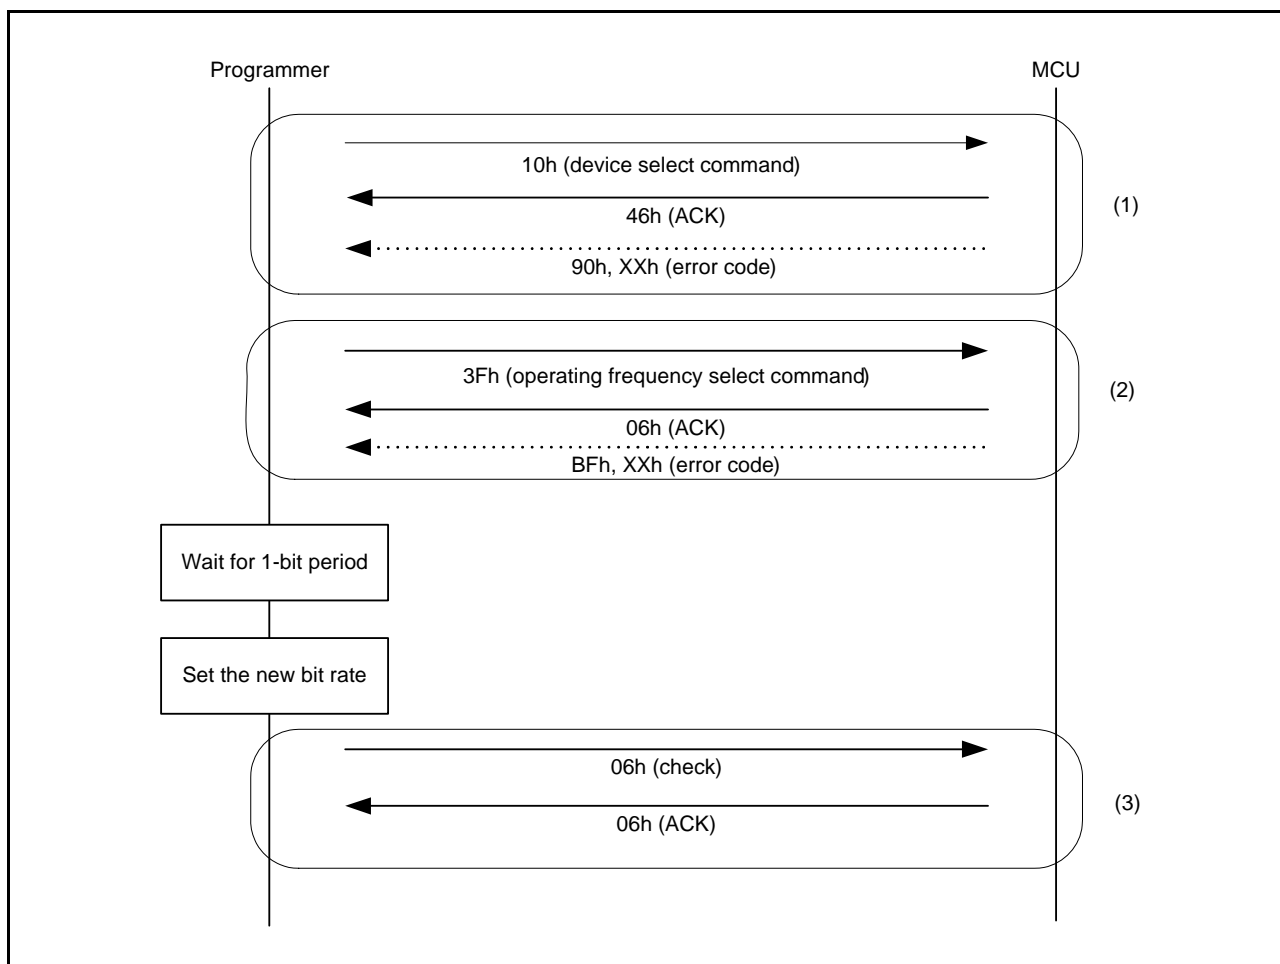 Programmer
MCU
10h (device select command)
46h (ACK)
(1)
90h, XXh (error code)
3Fh (operating frequency select command)
(2)
06h (ACK)
BFh, XXh (error code)
Wait for 1-bit period
Set the new bit rate
06h (check)
(3)
06h (ACK)